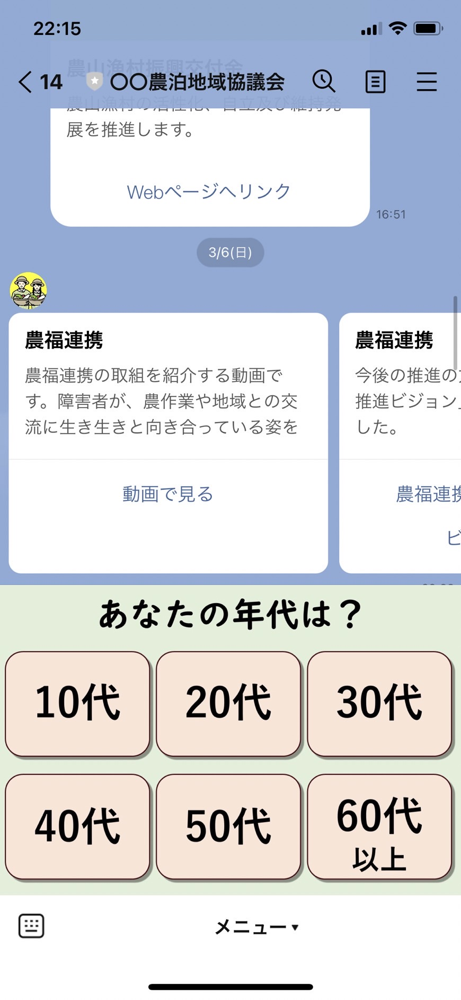 22:15
農山漁村振興交付金
14
〇〇農泊地域協議会
農山漁村の活性化、自立及び維持発
展を推進します。
Webページへリンク
16:51
3/6(日)
農福連携
農福連携の取組を紹介する動画で
す。障害者が、農作業や地域との交
流に生き生きと向き合っている姿を
動画で見る
農福連携
今後の推進の
推進ビジョン」
した。
農福連携
ビ
あなたの年代は？
10代
20代
30代
40代
50代
60代
以上
メニュー▼